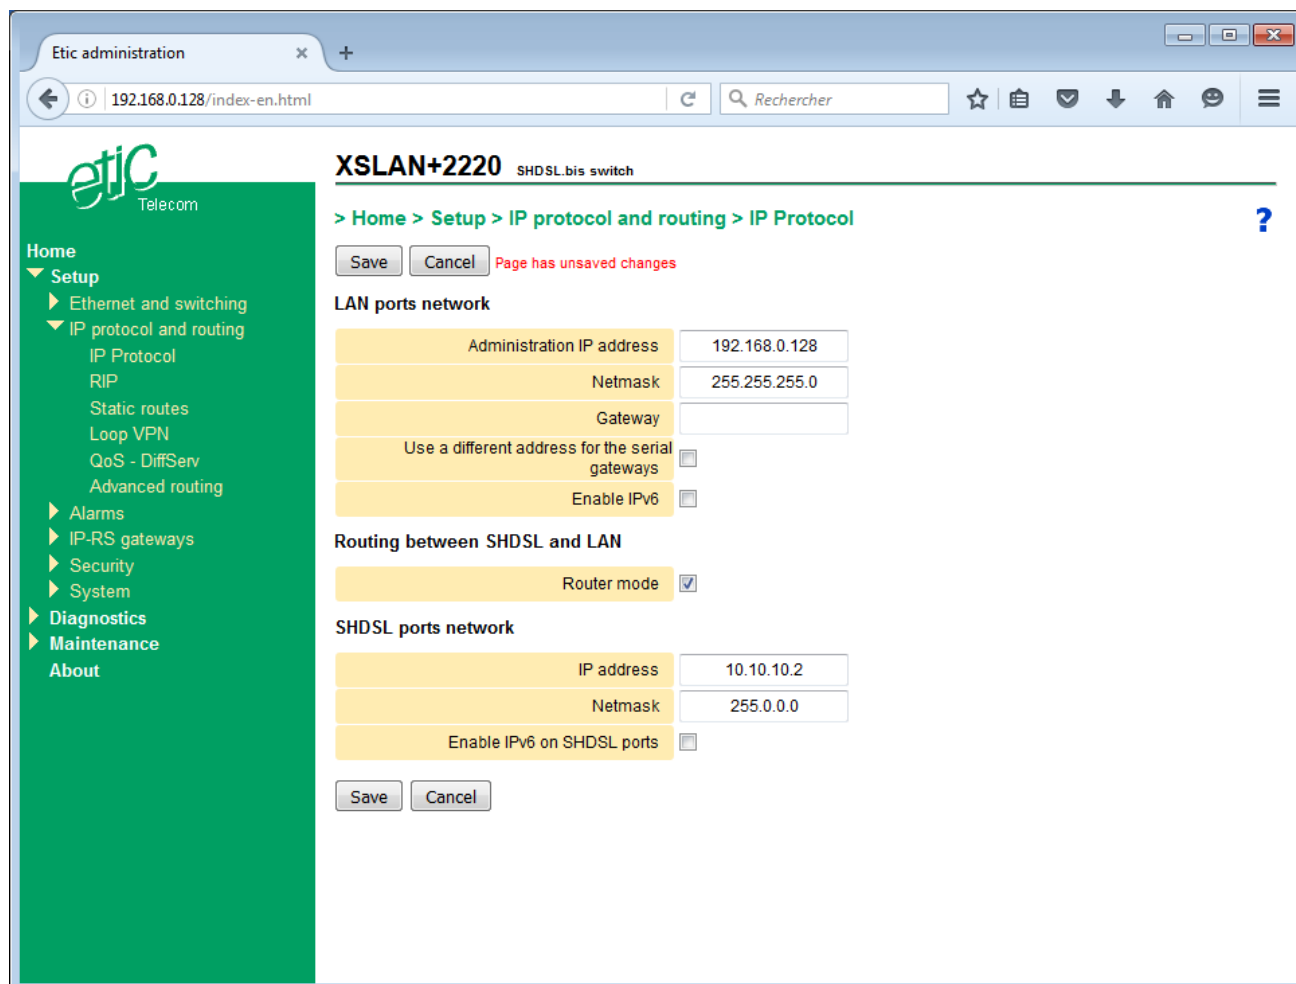 Etic administration
192.168.0.128/index-en.html
Rechercher
etic
Telecom
XSLAN+2220 SHDSL.bis switch
> Home > Setup > IP protocol and routing > IP Protocol
?
Home
Setup
Ethernet and switching
IP protocol and routing
IP Protocol
RIP
Static routes
Loop VPN
QoS - DiffServ
Advanced routing
Alarms
IP-RS gateways
Security
System
Diagnostics
Maintenance
About
Save Cancel Page has unsaved changes
LAN ports network
Administration IP address 192.168.0.128
Netmask 255.255.255.0
Gateway
Use a different address for the serial
gateways
Enable IPv6
Routing between SHDSL and LAN
Router mode
SHDSL ports network
IP address 10.10.10.2
Netmask 255.0.0.0
Enable IPv6 on SHDSL ports
Save Cancel